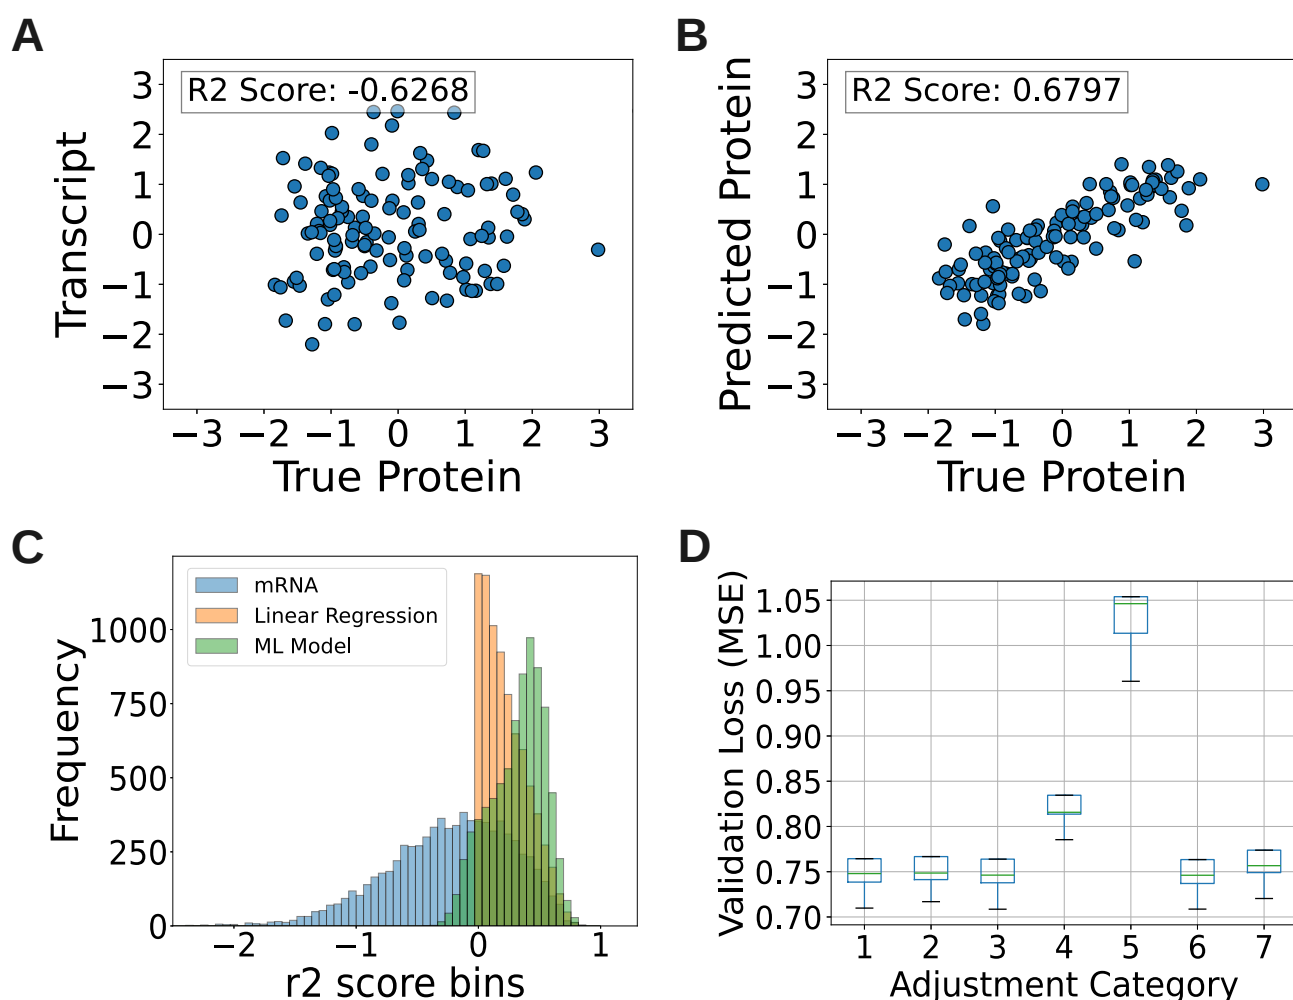 A
R2 Score: -0.6268
Transcript
3
2
1
0
−1
−2
−3
−3 −2 −1 0 1 2 3
True Protein
B
R2 Score: 0.6797
Predicted Protein
3
2
1
0
−1
−2
−3
−3 −2 −1 0 1 2 3
True Protein
C
mRNA
Linear Regression
ML Model
Frequency
1000
750
500
250
0
−2 −1 0 1
r2 score bins
D
Validation Loss (MSE)
1.05
1.00
0.95
0.90
0.85
0.80
0.75
0.70
1 2 3 4 5 6 7
Adjustment Category